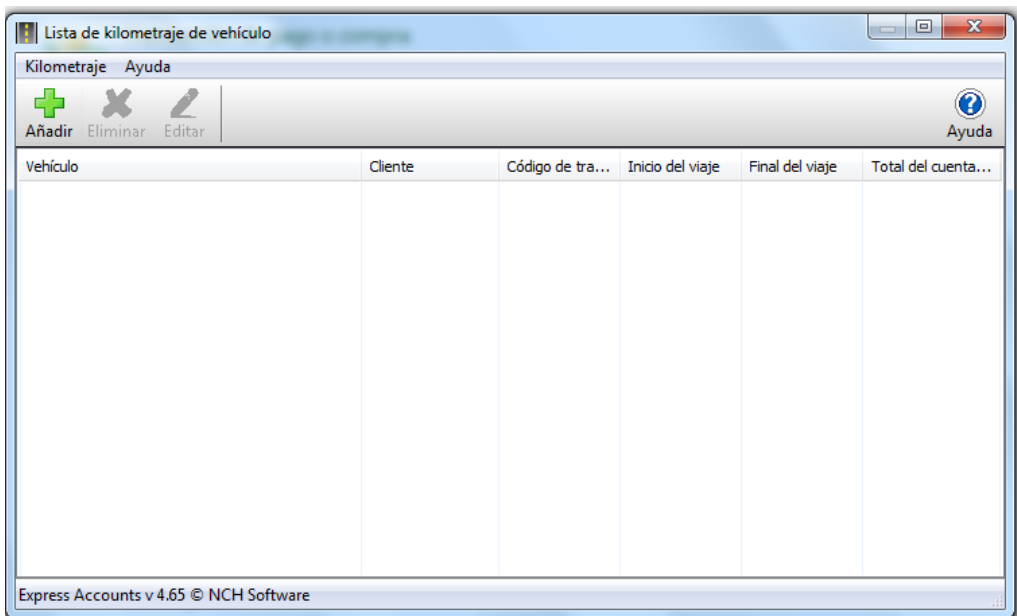 Lista de kilometraje de vehículo
Kilometraje Ayuda
Añadir Eliminar Editar Ayuda
Vehículo Cliente Código de tra... Inicio del viaje Final del viaje Total del cuenta...
Express Accounts v 4.65 © NCH Software